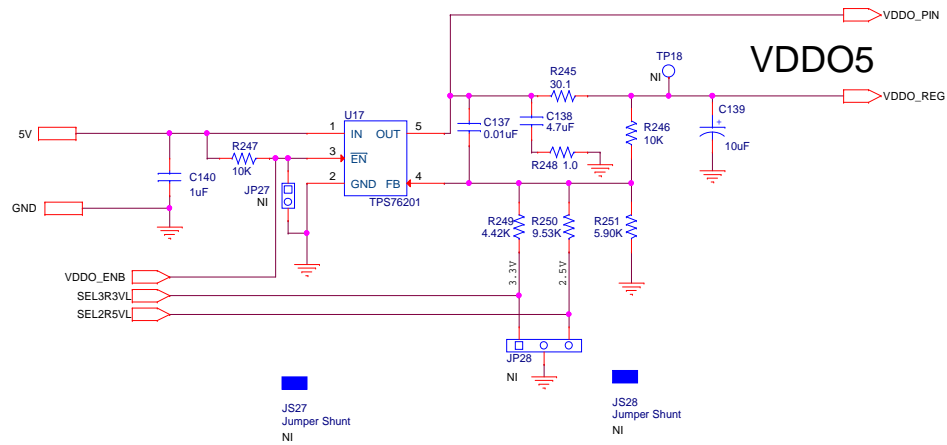 VDDO_PIN
VDDO5
TP18
NI
R245
30.1
VDDO_REG
U17
C137
0.01uF
C138
4.7uF
C139
+
10uF
R246
10K
5V
1 IN OUT 5
R247
10K
3 EN
R248 1.0
C140
1uF
JP27
NI
2 GND FB 4
TPS76201
GND
R249
4.42K
R250
9.53K
R251
5.90K
VDDO_ENB
3.3V
2.5V
SEL3R3VL
SEL2R5VL
JP28
NI
JS27
Jumper Shunt
NI
JS28
Jumper Shunt
NI